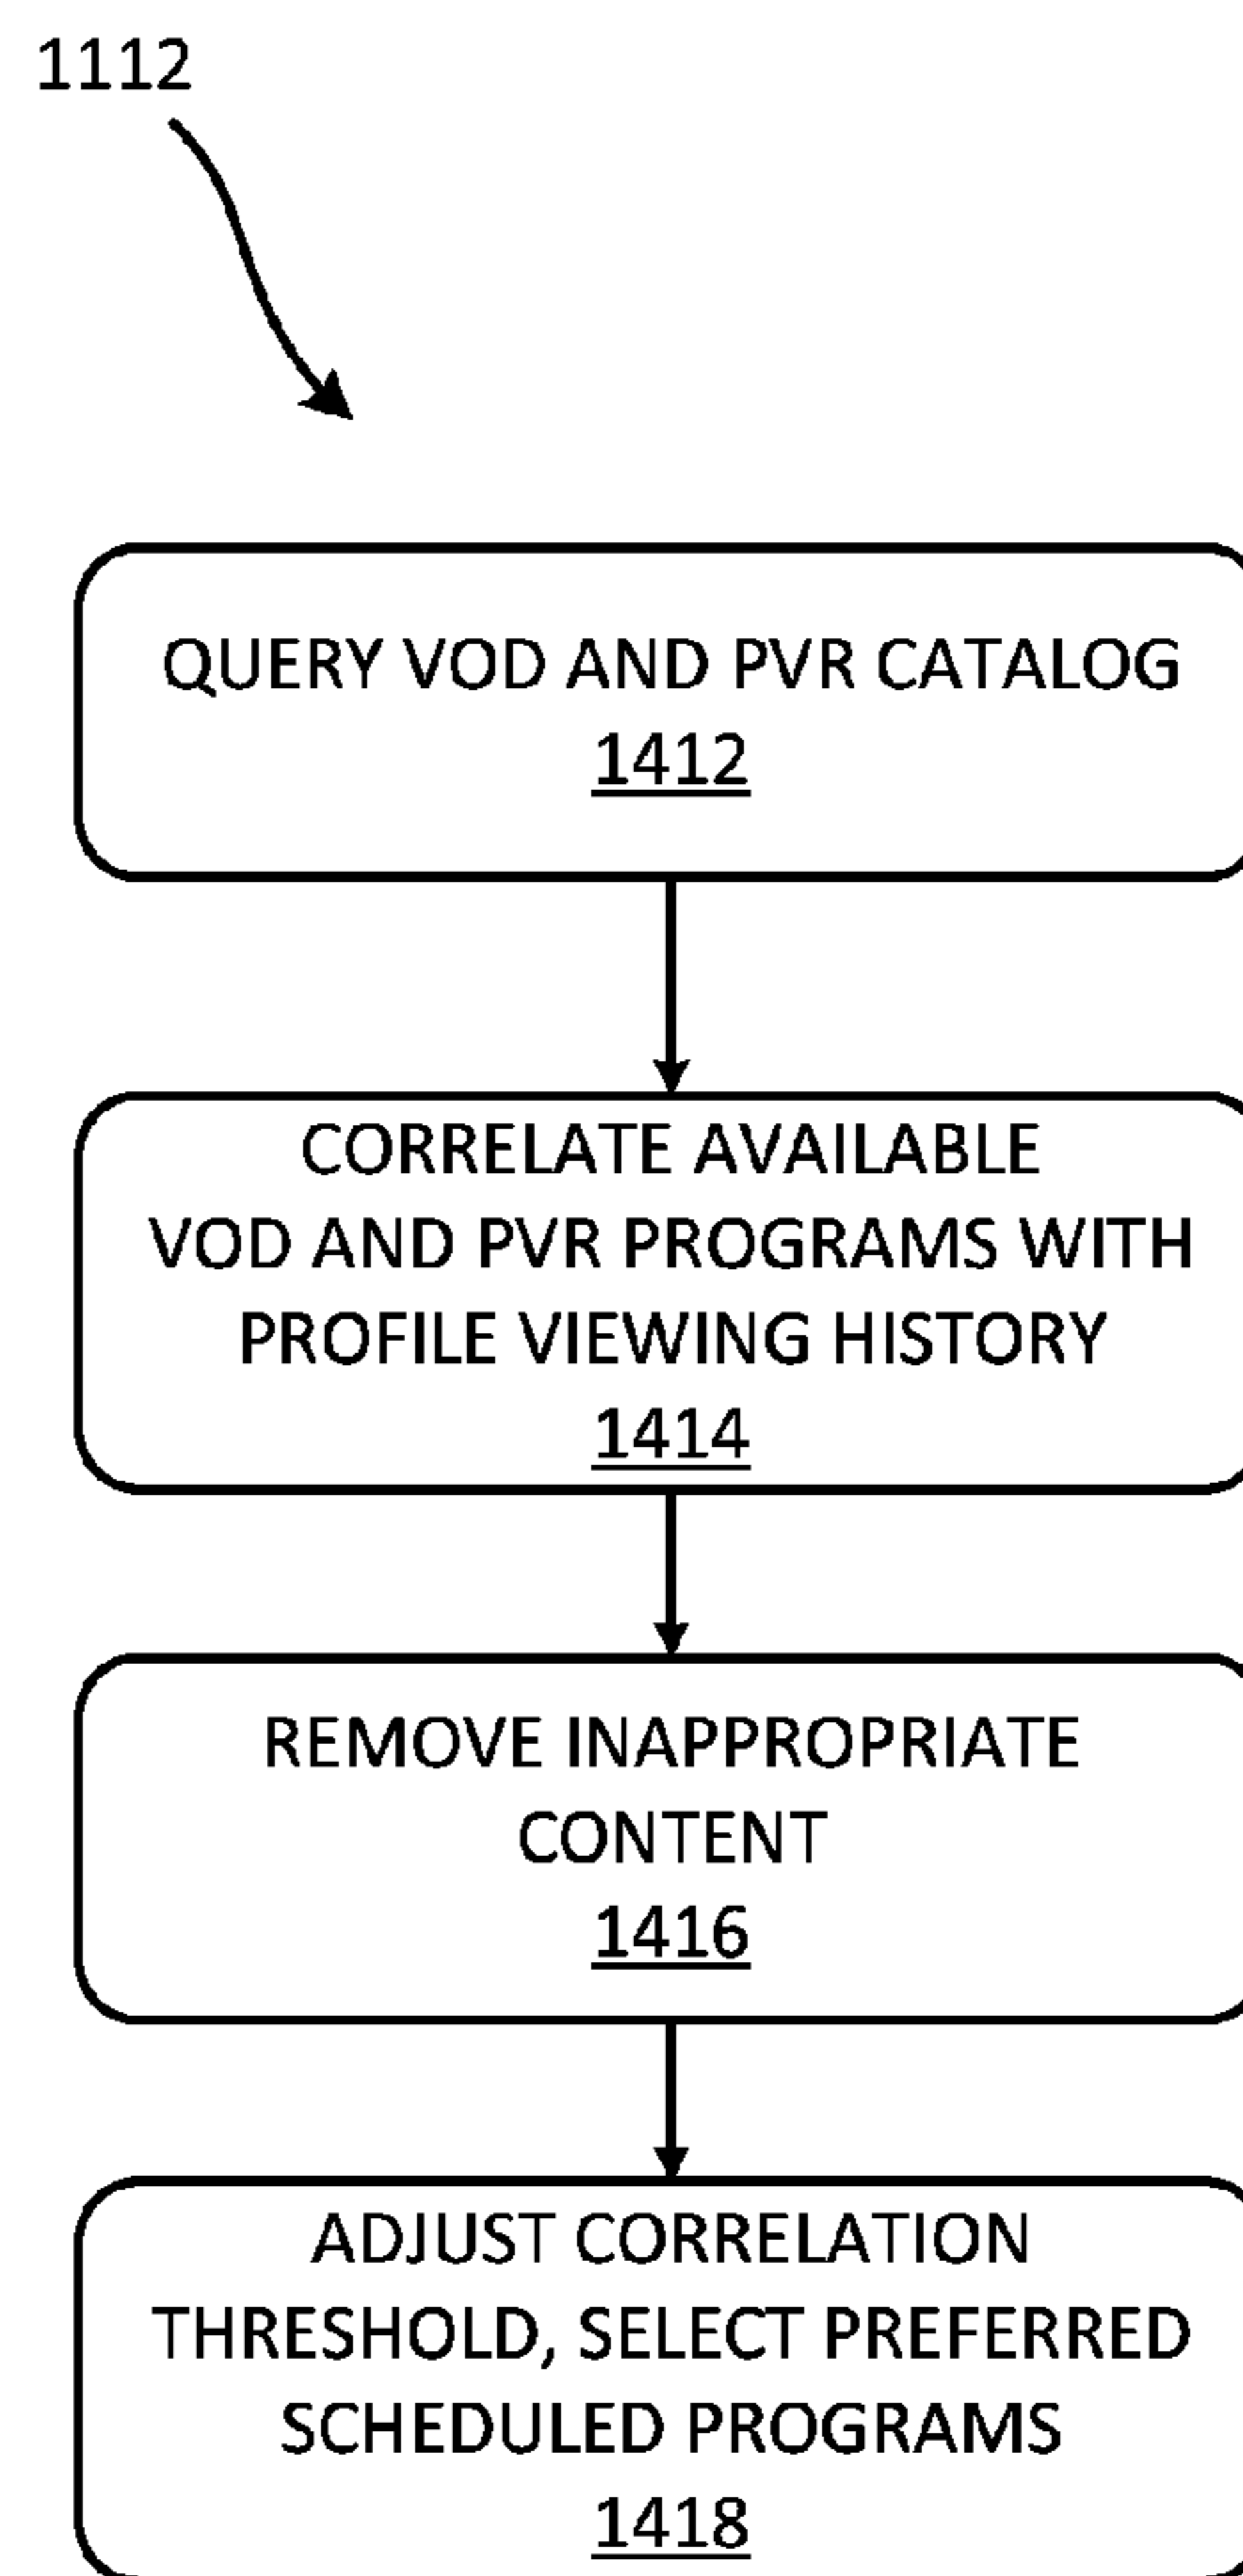 1112
QUERY VOD AND PVR CATALOG
1412
CORRELATE AVAILABLE
VOD AND PVR PROGRAMS WITH
PROFILE VIEWING HISTORY
1414
REMOVE INAPPROPRIATE
CONTENT
1416
ADJUST CORRELATION
THRESHOLD, SELECT PREFERRED
SCHEDULED PROGRAMS
1418